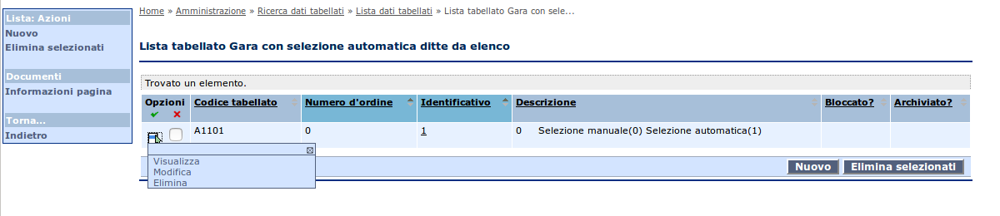 Home » Amministrazione » Ricerca dati tabellati » Lista dati tabellati » Lista tabellato Gara con sele...
Lista: Azioni
Nuovo
Elimina selezionati
Documenti
Informazioni pagina
Torna...
Indietro
Lista tabellato Gara con selezione automatica ditte da elenco
Trovato un elemento.
Opzioni Codice tabellato Numero d'ordine Identificativo Descrizione Bloccato? Archiviato?
A1101 0 1 0 Selezione manuale(0) Selezione automatica(1)
Visualizza
Modifica
Elimina
Nuovo Elimina selezionati